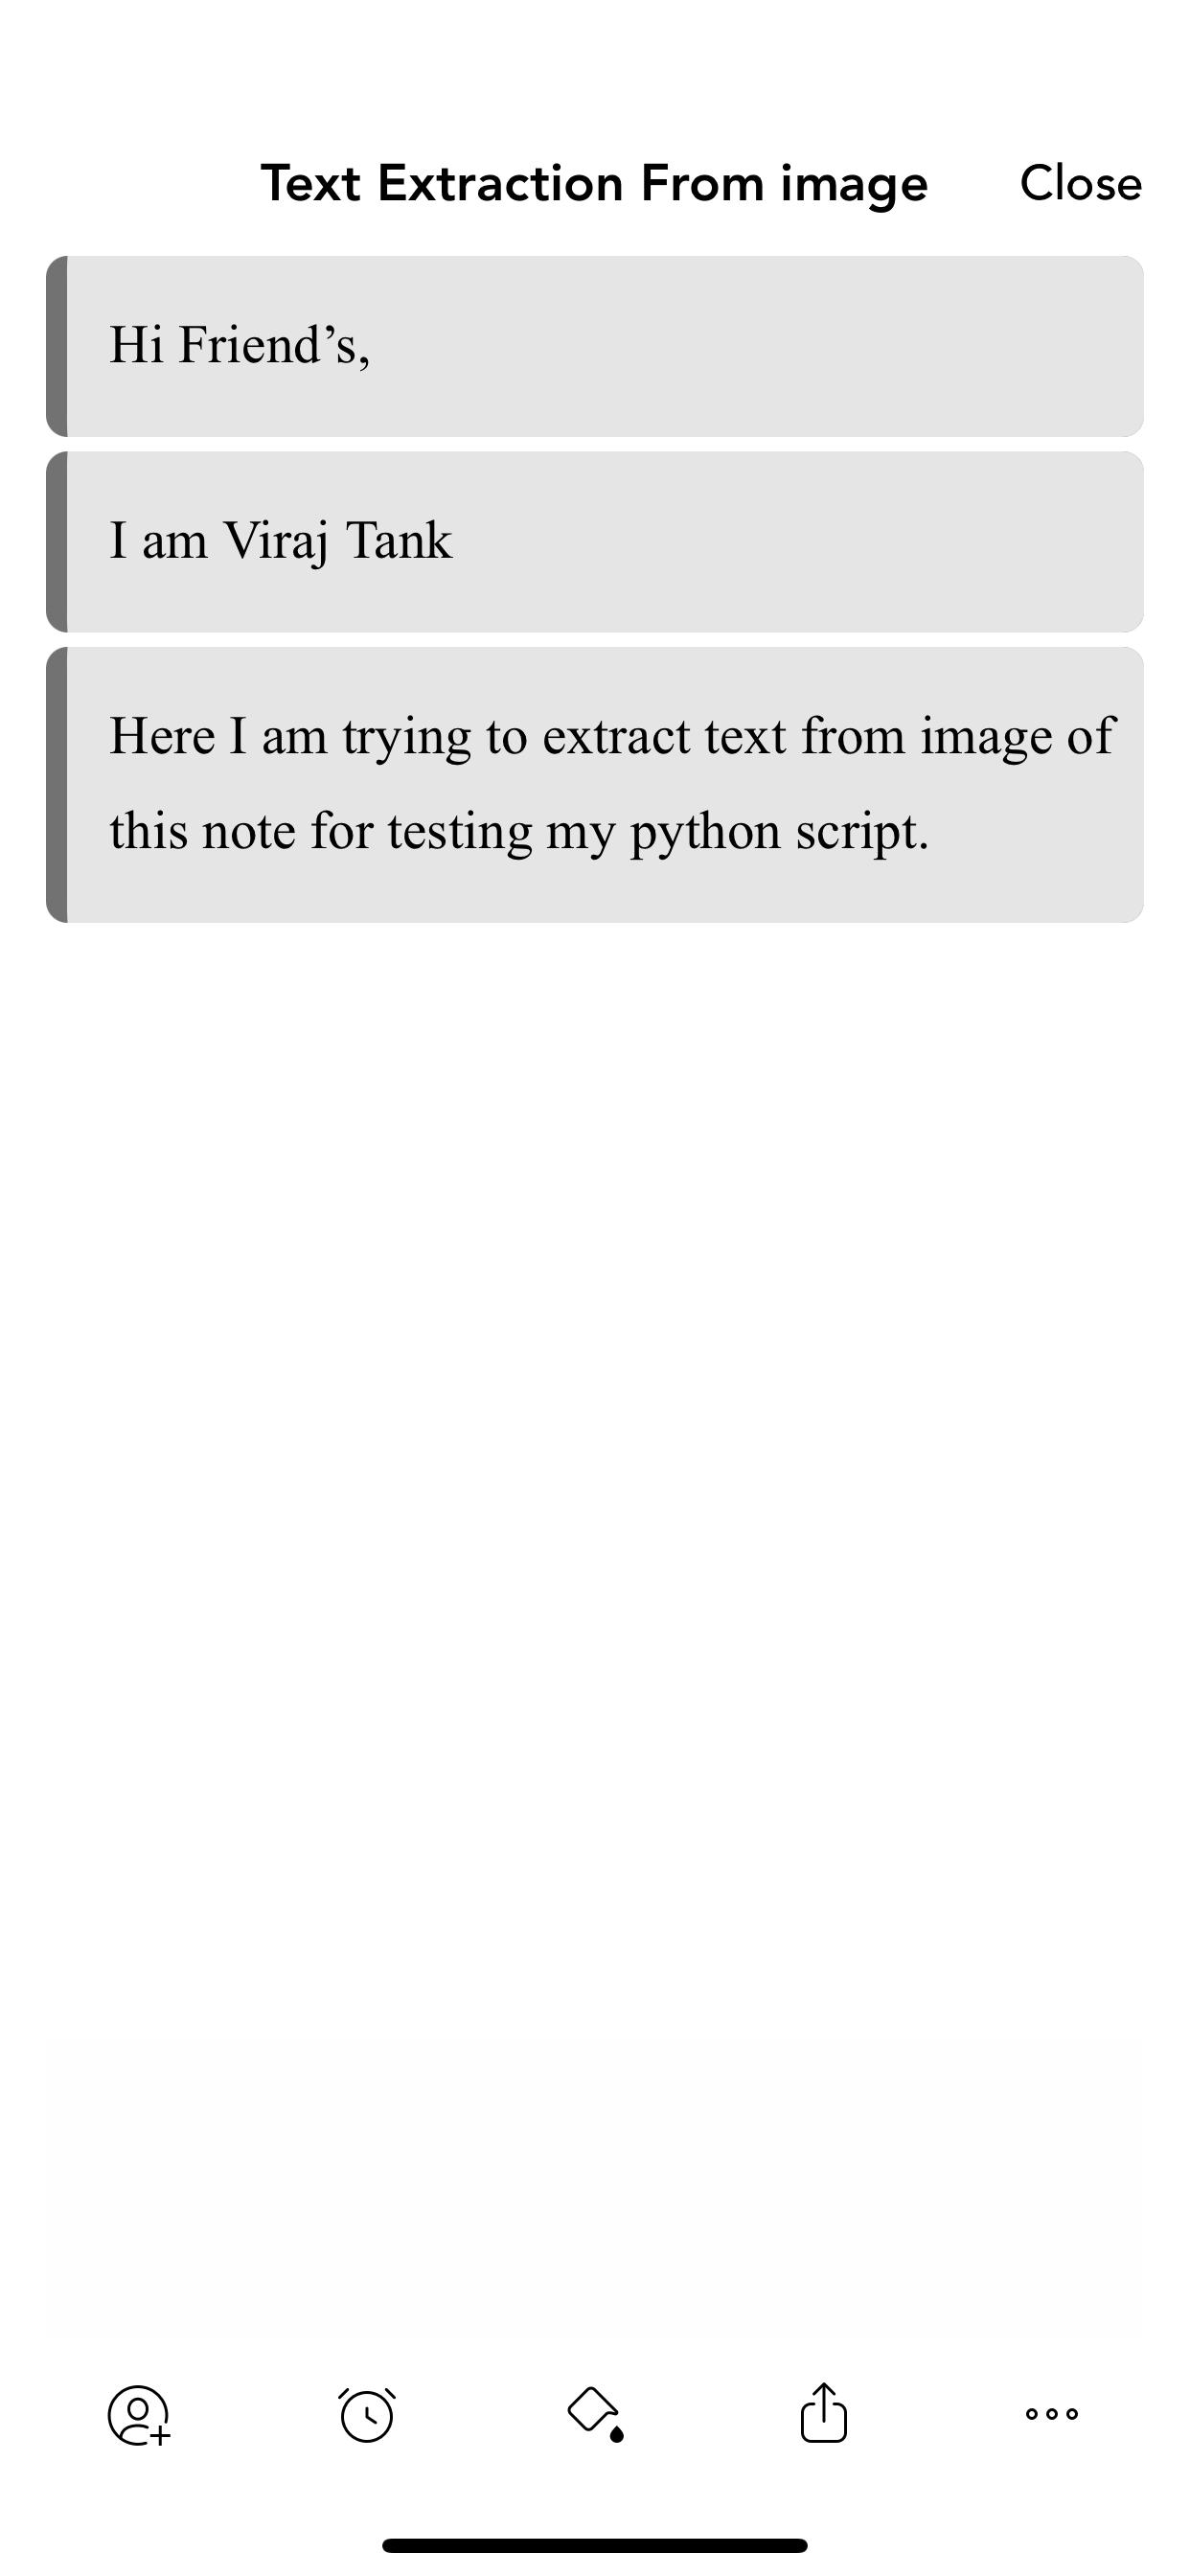 Text Extraction From image
Close
Hi Friend’s,
I am Viraj Tank
Here I am trying to extract text from image of
this note for testing my python script.